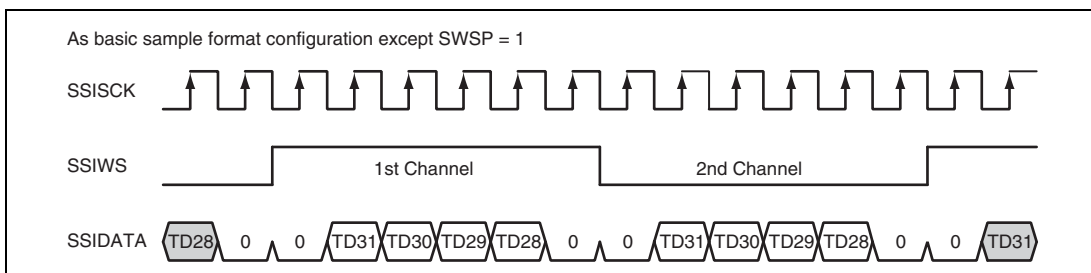 As basic sample format configuration except SWSP = 1
SSISCK
SSIWS 1st Channel 2nd Channel
SSIDATA TD28 0 0 TD31 TD30 TD29 TD28 0 0 TD31 TD30 TD29 TD28 0 0 TD31